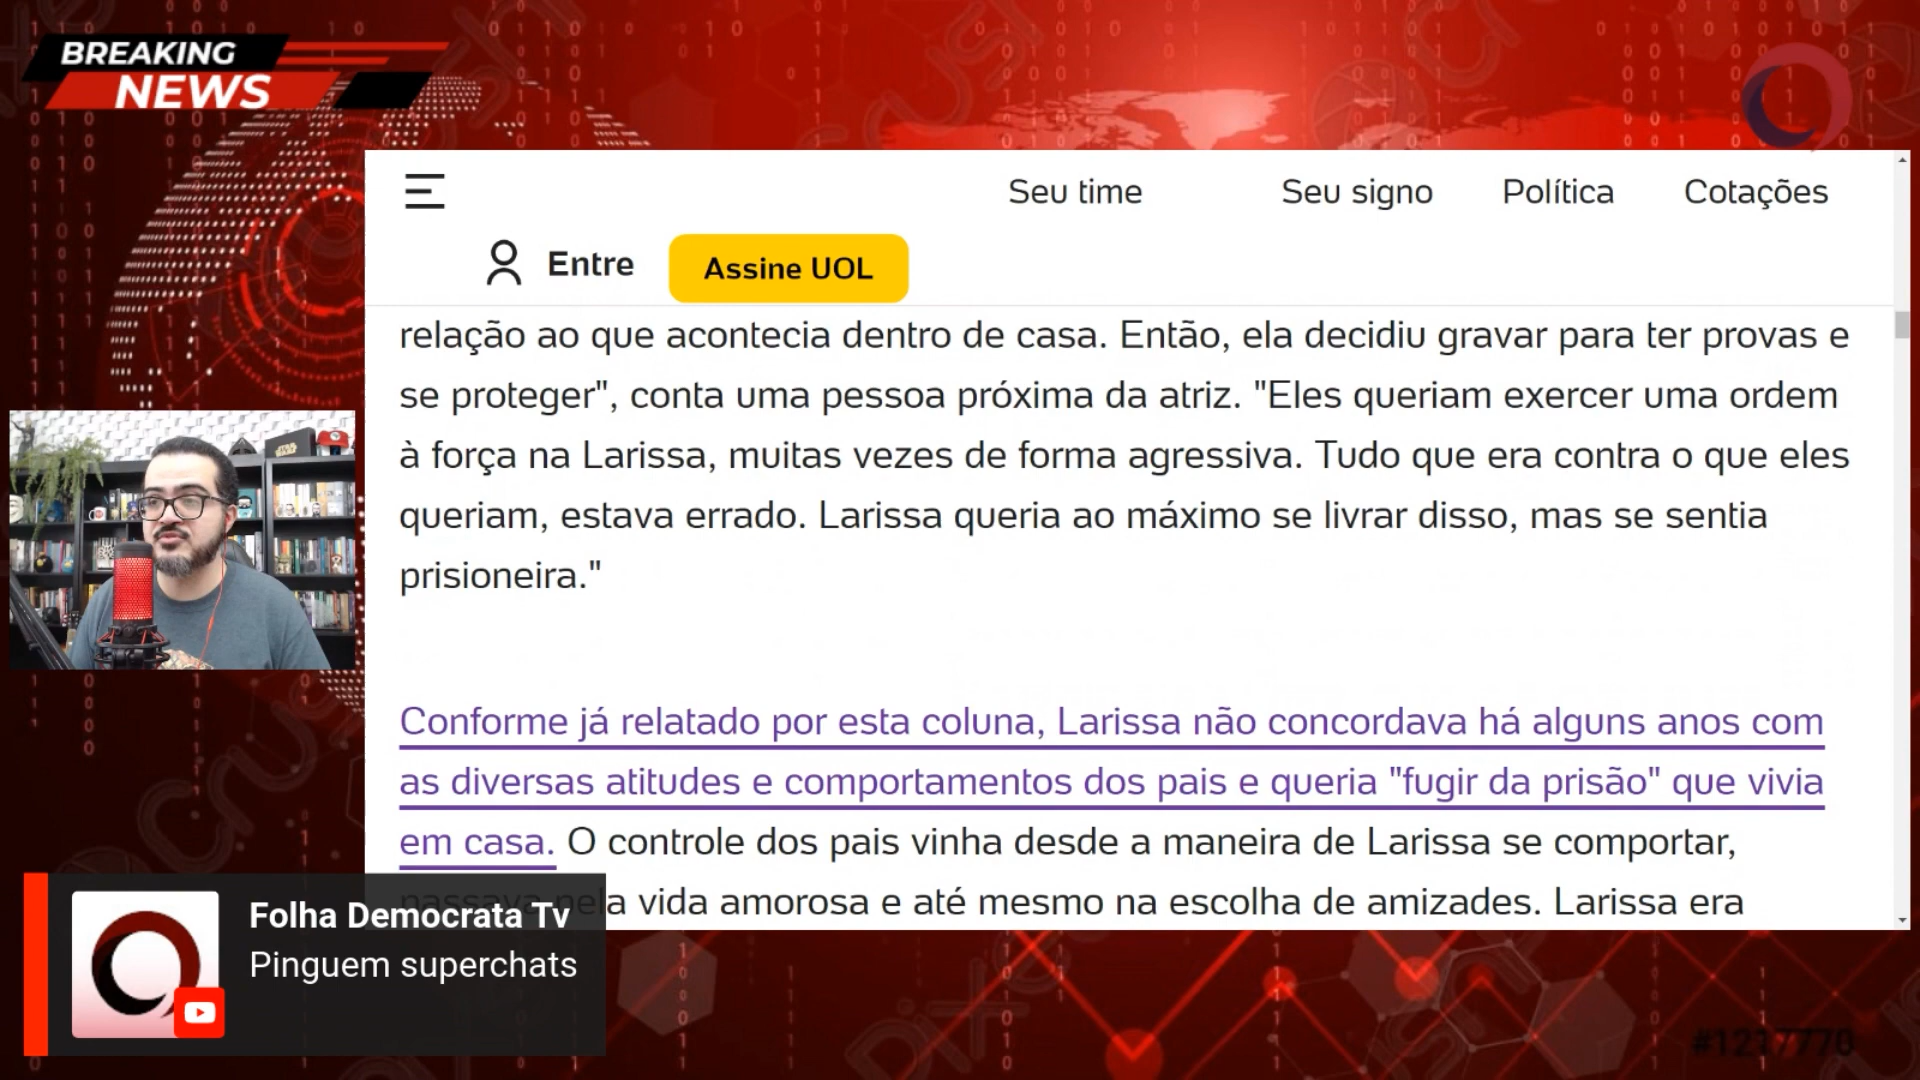 BREAKING
NEWS
Seu time
Seu signo
Política
Cotações
Entre
Assine UOL
relação ao que acontecia dentro de casa. Então, ela decidiu gravar para ter provas e
se proteger", conta uma pessoa próxima da atriz. "Eles queriam exercer uma ordem
à força na Larissa, muitas vezes de forma agressiva. Tudo que era contra o que eles
queriam, estava errado. Larissa queria ao máximo se livrar disso, mas se sentia
prisioneira."
Conforme já relatado por esta coluna, Larissa não concordava há alguns anos com
as diversas atitudes e comportamentos dos pais e queria "fugir da prisão" que vivia
em casa. O controle dos pais vinha desde a maneira de Larissa se comportar,
passava pela vida amorosa e até mesmo na escolha de amizades. Larissa era
Folha Democrata Tv
Pinguem superchats
#1217770